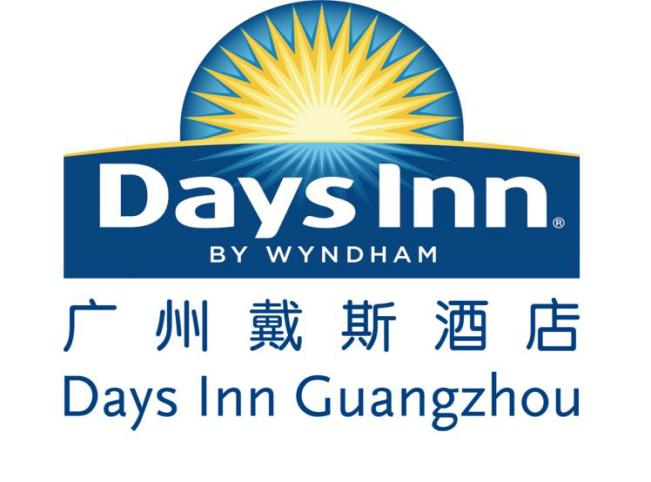 Days Inn®
BY WYNDHAM
广州戴斯酒店
Days Inn Guangzhou